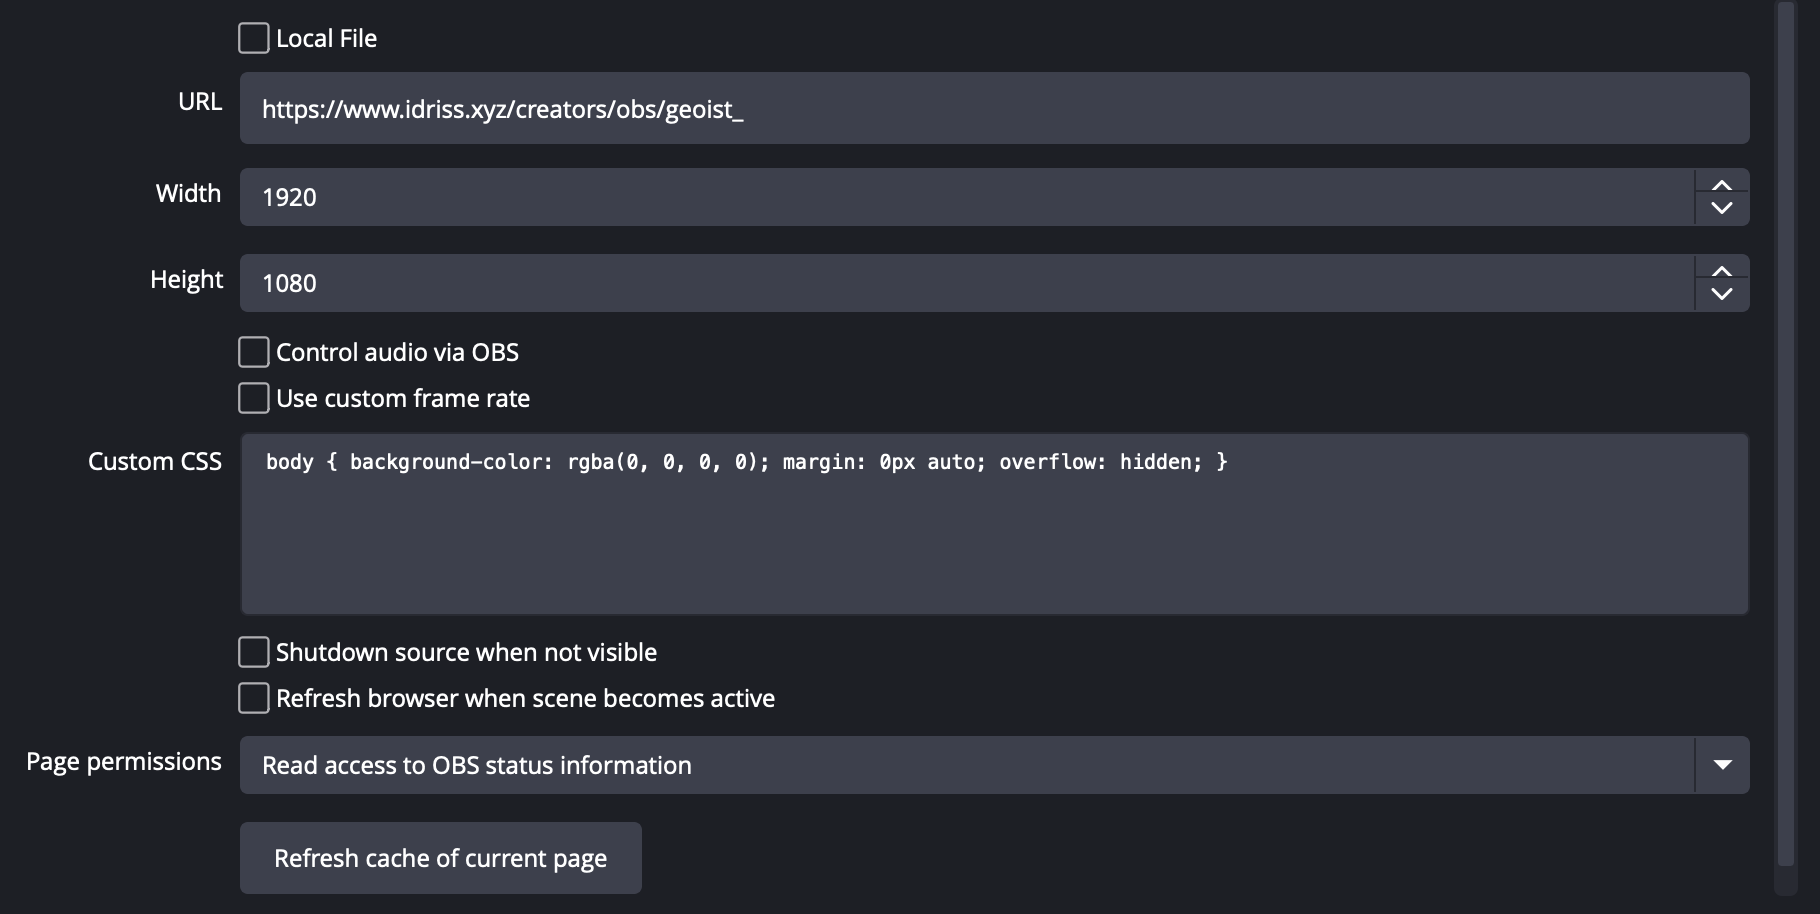 Local File
URL
https://www.idriss.xyz/creators/obs/geoist_
Width
1920
Height
1080
Control audio via OBS
Use custom frame rate
Custom CSS
body { background-color: rgba(0, 0, 0, 0); margin: 0px auto; overflow: hidden; }
Shutdown source when not visible
Refresh browser when scene becomes active
Page permissions
Read access to OBS status information
Refresh cache of current page